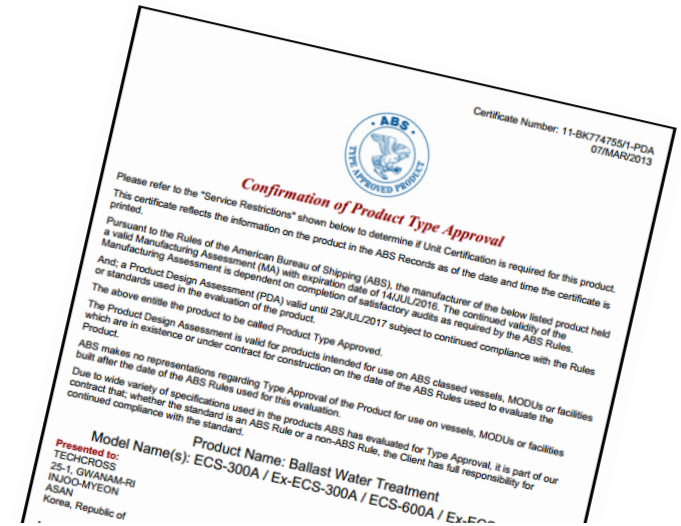 Certificate Number: 11-BK774755/1-PDA
07/MAR/2013
ABS
TYPE APPROVED PRODUCT
Confirmation of Product Type Approval
Please refer to the "Service Restrictions" shown below to determine if Unit Certification is required for this product.
This certificate reflects the information on the product in the ABS Records as of the date and time the certificate is
printed.
Pursuant to the Rules of the American Bureau of Shipping (ABS), the manufacturer of the below listed product held
a valid Manufacturing Assessment (MA) with expiration date of 14/JUL/2016. The continued validity of the
Manufacturing Assessment is dependent on completion of satisfactory audits as required by the ABS Rules.
And; a Product Design Assessment (PDA) valid until 29/JUL/2017 subject to continued compliance with the Rules
or standards used in the evaluation of the product.
The above entitle the product to be called Product Type Approved.
The Product Design Assessment is valid for products intended for use on ABS classed vessels, MODUs or facilities
which are in existence or under contract for construction on the date of the ABS Rules used to evaluate the
Product.
ABS makes no representations regarding Type Approval of the Product for use on vessels, MODUs or facilities
built after the date of the ABS Rules used for this evaluation.
Due to wide variety of specifications used in the products ABS has evaluated for Type Approval, it is part of our
contract that; whether the standard is an ABS Rule or a non-ABS Rule, the Client has full responsibility for
continued compliance with the standard.
Product Name: Ballast Water Treatment
Model Name(s): ECS-300A / Ex-ECS-300A / ECS-600A / Ex-ECS
Presented to:
TECHCROSS
25-1, GWANAM-RI
INJOO-MYEON
ASAN
Korea, Republic of